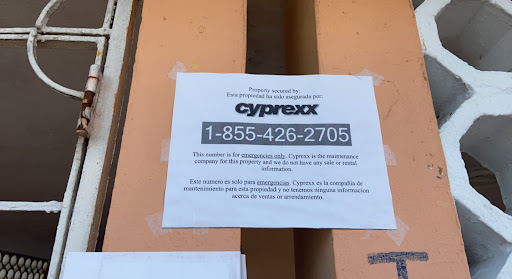 Property secured by:
Esta propiedad ha sido asegurada por:
cyprexx
1-855-426-2705
This number is for emergencies only. Cyprexx is the maintenance
company for this property and we do not have any sale or rental
information.
Este numero es solo para emergencias. Cyprexx es la compañia de
mantenimiento para esta propiedad y no tenemos ninguna informacion
acerca de ventas or arrendamiento.